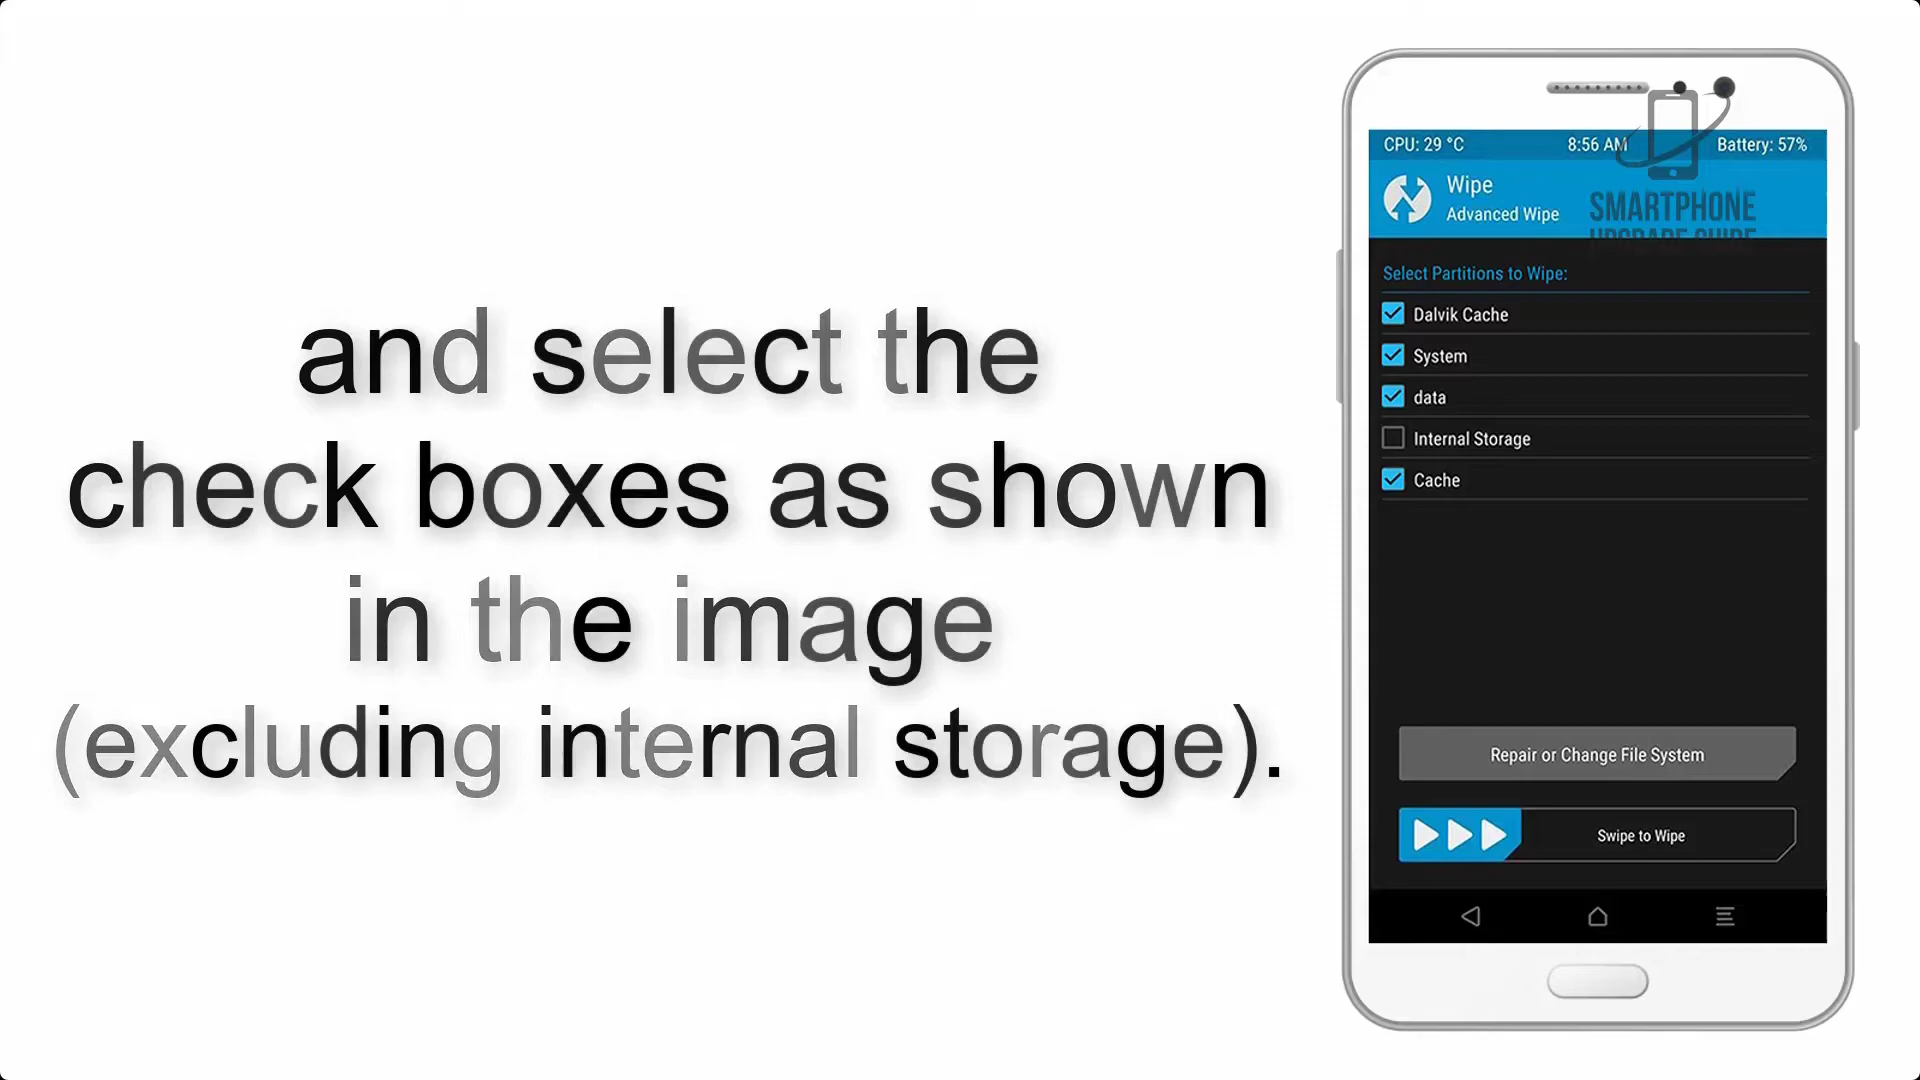 and select the
check boxes as shown
in the image
(excluding internal storage).
CPU: 29 °C 8:56 AM Battery: 57%
Wipe
Advanced Wipe
SMARTPHONE
UPGRADE GUIDE
Select Partitions to Wipe:
Dalvik Cache
System
data
Internal Storage
Cache
Repair or Change File System
Swipe to Wipe